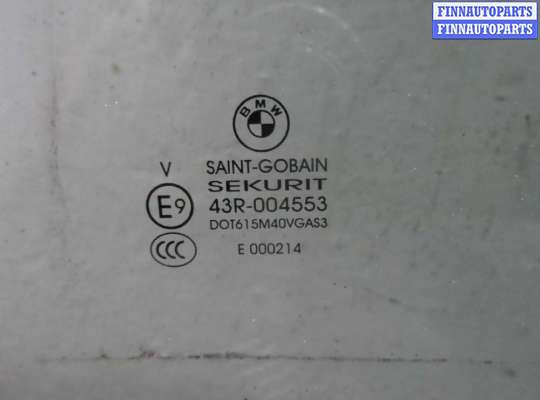 FINNAUTOPARTS
FINNAUTOPARTS
BMW
V SAINT-GOBAIN
SEKURIT
E9 43R-004553
DOT615M40VGAS3
CCC E 000214